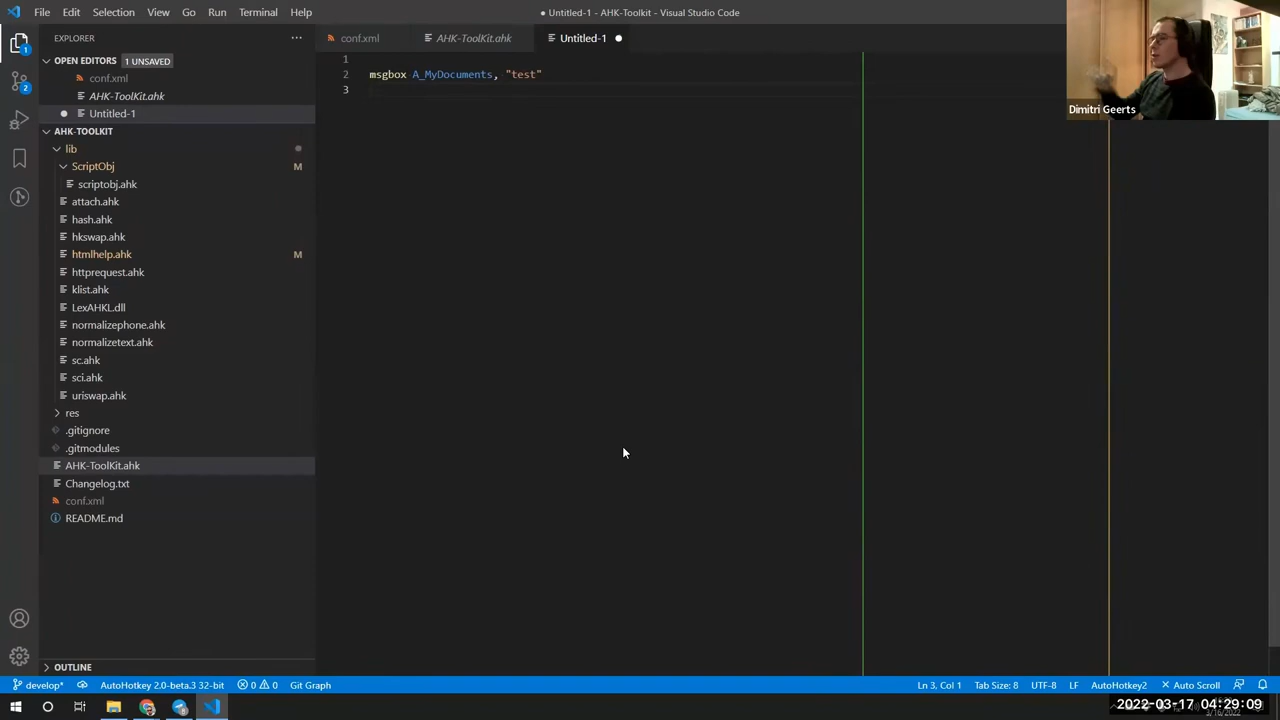 File Edit Selection View Go Run Terminal Help
● Untitled-1 - AHK-Toolkit - Visual Studio Code
EXPLORER
conf.xml
AHK-ToolKit.ahk
Untitled-1
OPEN EDITORS 1 UNSAVED
conf.xml
AHK-ToolKit.ahk
Untitled-1
AHK-TOOLKIT
lib
ScriptObj M
scriptobj.ahk
attach.ahk
hash.ahk
hkswap.ahk
htmlhelp.ahk M
httprequest.ahk
klist.ahk
LexAHKL.dll
normalizephone.ahk
normalizetext.ahk
sc.ahk
sci.ahk
uriswap.ahk
res
.gitignore
.gitmodules
AHK-ToolKit.ahk
Changelog.txt
conf.xml
README.md
OUTLINE
1
2 msgbox A_MyDocuments, "test"
3
Dimitri Geerts
1
2
develop* AutoHotkey 2.0-beta.3 32-bit 0 0 Git Graph
Ln 3, Col 1 Tab Size: 8 UTF-8 LF AutoHotkey2 Auto Scroll
2022-03-17 04:29:09